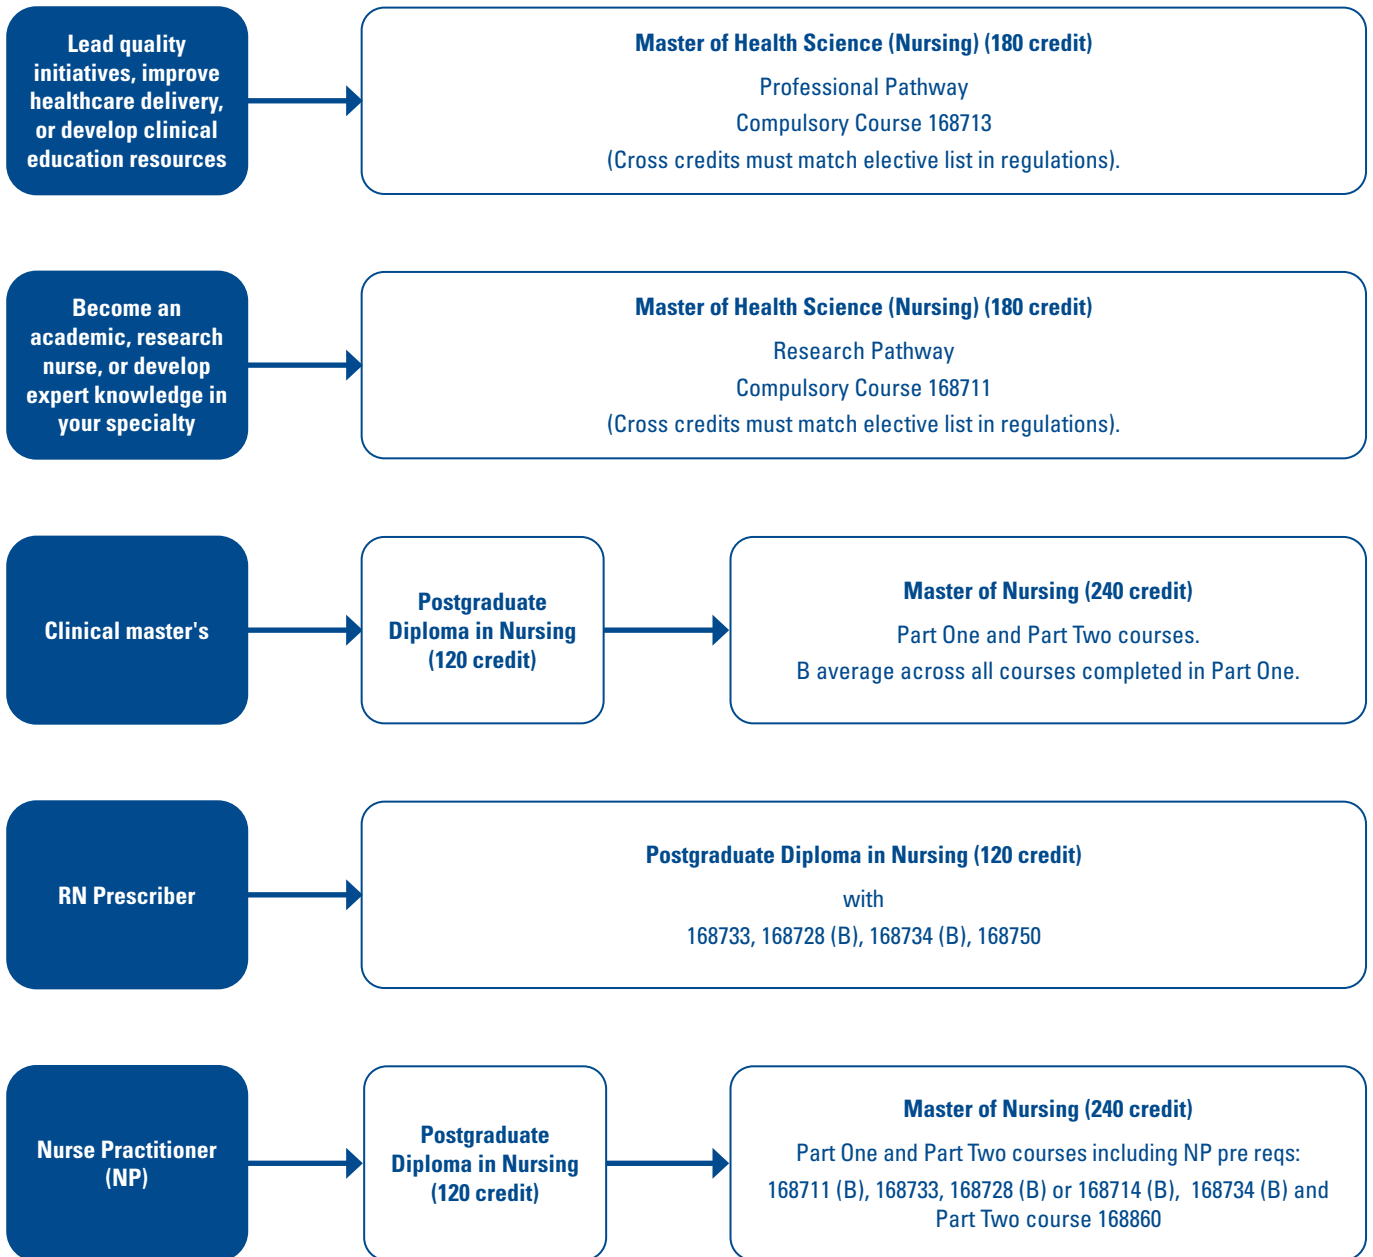 Lead quality
initiatives, improve
healthcare delivery,
or develop clinical
education resources
Master of Health Science (Nursing) (180 credit)
Professional Pathway
Compulsory Course 168713
(Cross credits must match elective list in regulations).
Become an
academic, research
nurse, or develop
expert knowledge in
your specialty
Master of Health Science (Nursing) (180 credit)
Research Pathway
Compulsory Course 168711
(Cross credits must match elective list in regulations).
Clinical master's
Postgraduate
Diploma in Nursing
(120 credit)
Master of Nursing (240 credit)
Part One and Part Two courses.
B average across all courses completed in Part One.
RN Prescriber
Postgraduate Diploma in Nursing (120 credit)
with
168733, 168728 (B), 168734 (B), 168750
Nurse Practitioner
(NP)
Postgraduate
Diploma in Nursing
(120 credit)
Master of Nursing (240 credit)
Part One and Part Two courses including NP pre reqs:
168711 (B), 168733, 168728 (B) or 168714 (B), 168734 (B) and
Part Two course 168860